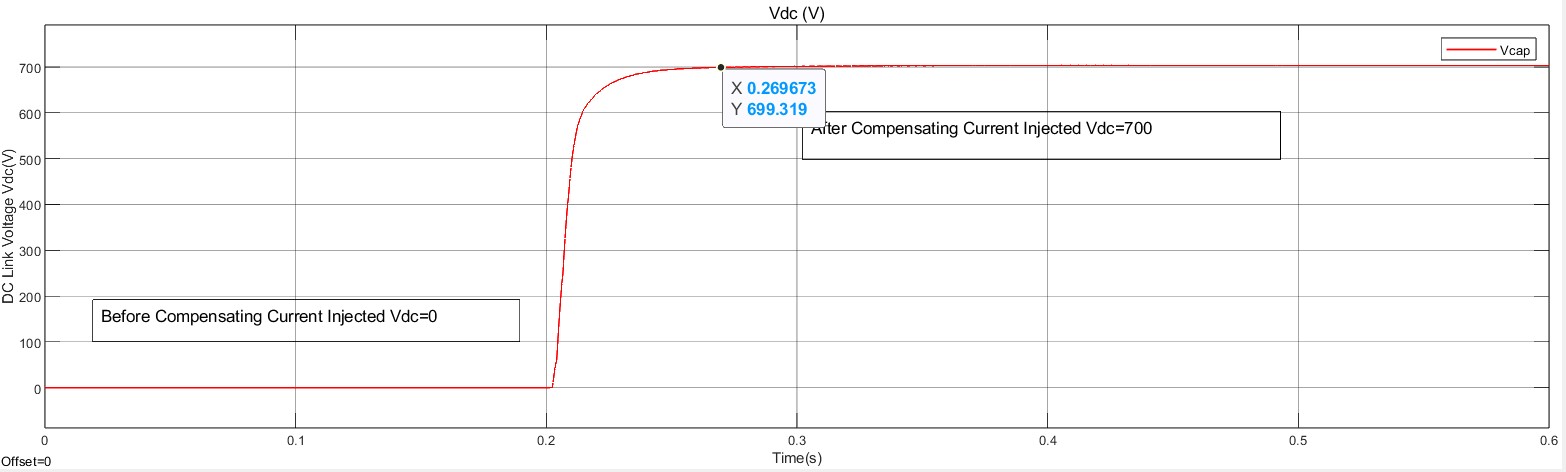 Vdc (V)
Vcap
700
600
500
400
300
200
100
0
DC Link Voltage Vdc(V)
X 0.269673
Y 699.319
After Compensating Current Injected Vdc=700
Before Compensating Current Injected Vdc=0
0 0.1 0.2 0.3 0.4 0.5 0.6
Time(s)
Offset=0